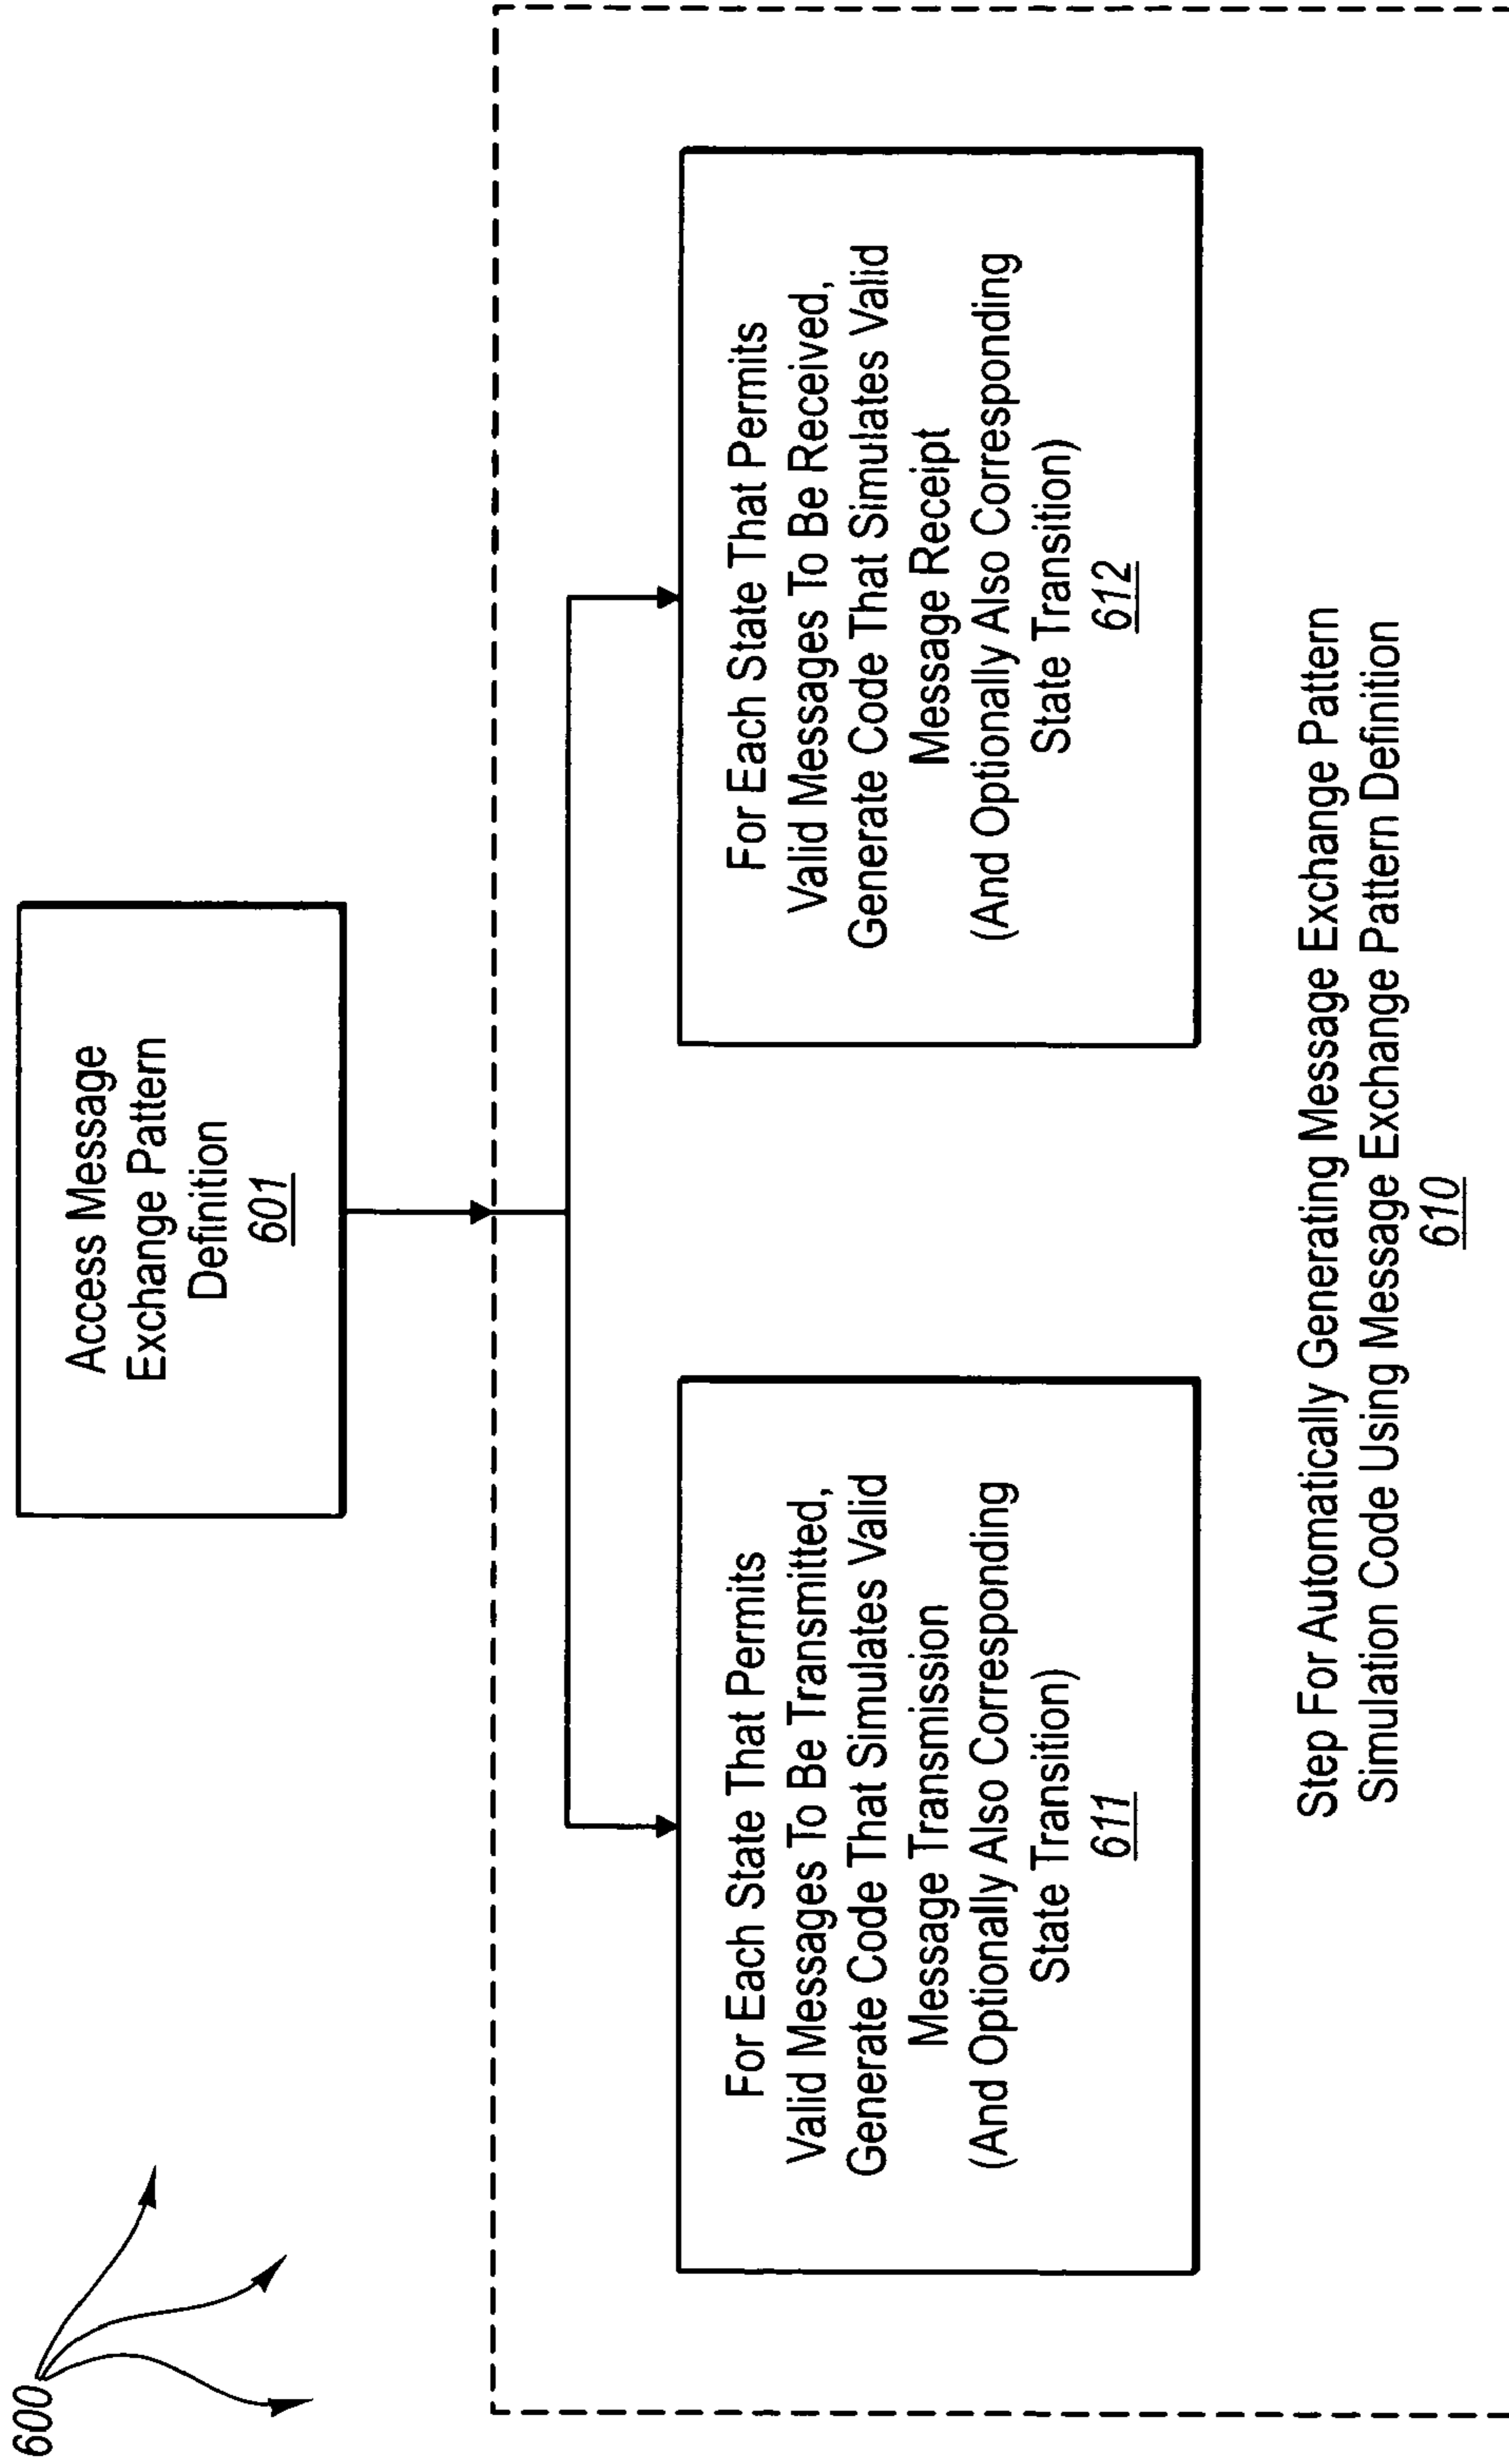 600
Access Message
Exchange Pattern
Definition
601
For Each State That Permits
Valid Messages To Be Transmitted,
Generate Code That Simulates Valid
Message Transmission
(And Optionally Also Corresponding
State Transition)
611
For Each State That Permits
Valid Messages To Be Received,
Generate Code That Simulates Valid
Message Receipt
(And Optionally Also Corresponding
State Transition)
612
Step For Automatically Generating Message Exchange Pattern
Simulation Code Using Message Exchange Pattern Definition
610